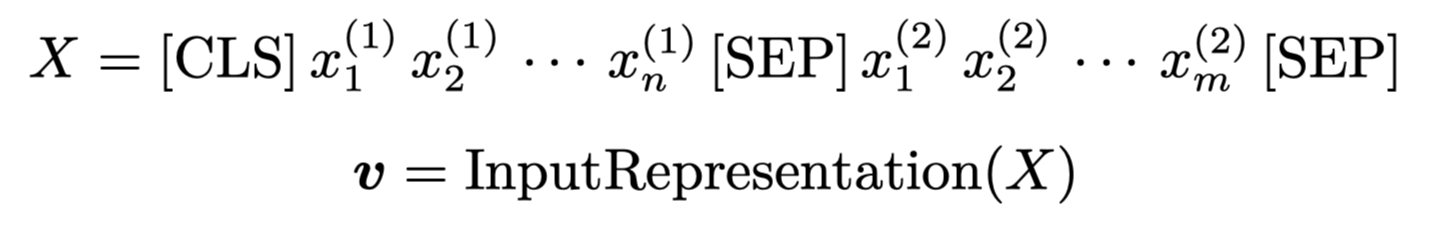 X = [CLS] x_1^{(1)} x_2^{(1)} ⋯ x_n^{(1)} [SEP] x_1^{(2)} x_2^{(2)} ⋯ x_m^{(2)} [SEP]
v = InputRepresentation(X)